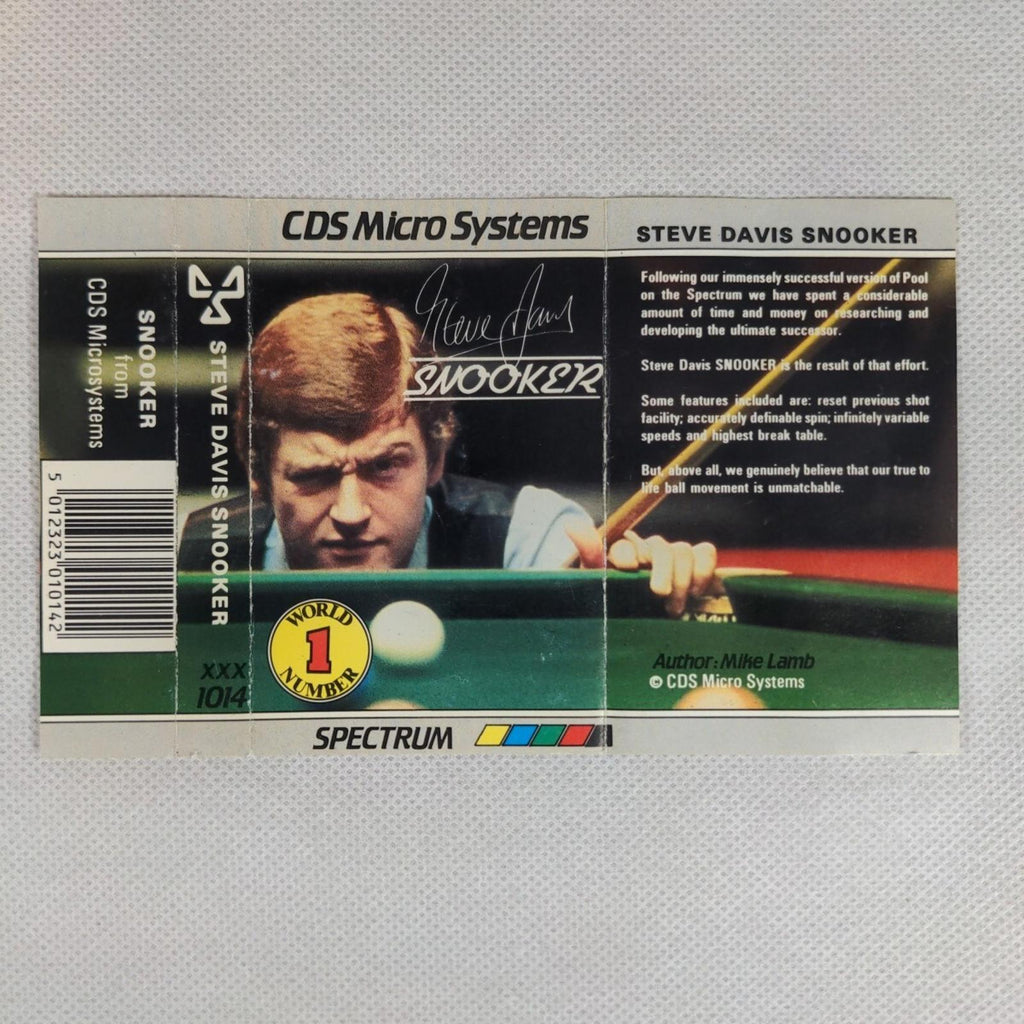 CDS Micro Systems
Steve Davis
SNOOKER
WORLD
1
NUMBER
SPECTRUM
STEVE DAVIS SNOOKER
Following our immensely successful version of Pool
on the Spectrum we have spent a considerable
amount of time and money on researching and
developing the ultimate successor.
Steve Davis SNOOKER is the result of that effort.
Some features included are: reset previous shot
facility; accurately definable spin; infinitely variable
speeds and highest break table.
But, above all, we genuinely believe that our true to
life ball movement is unmatchable.
Author: Mike Lamb
© CDS Micro Systems
STEVE DAVIS SNOOKER
XXX
1014
SNOOKER
from
CDS Microsystems
5 012323 010142